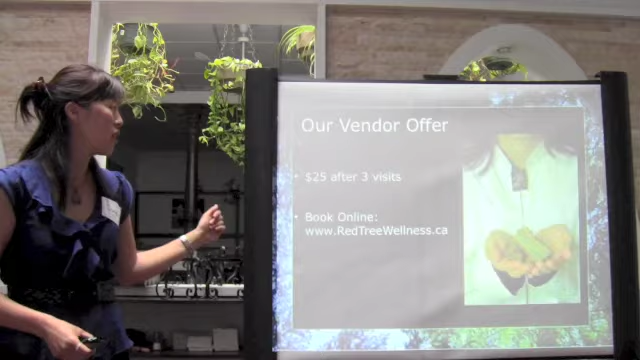 Our Vendor Offer
• $25 after 3 visits
• Book Online:
www.RedTreeWellness.ca